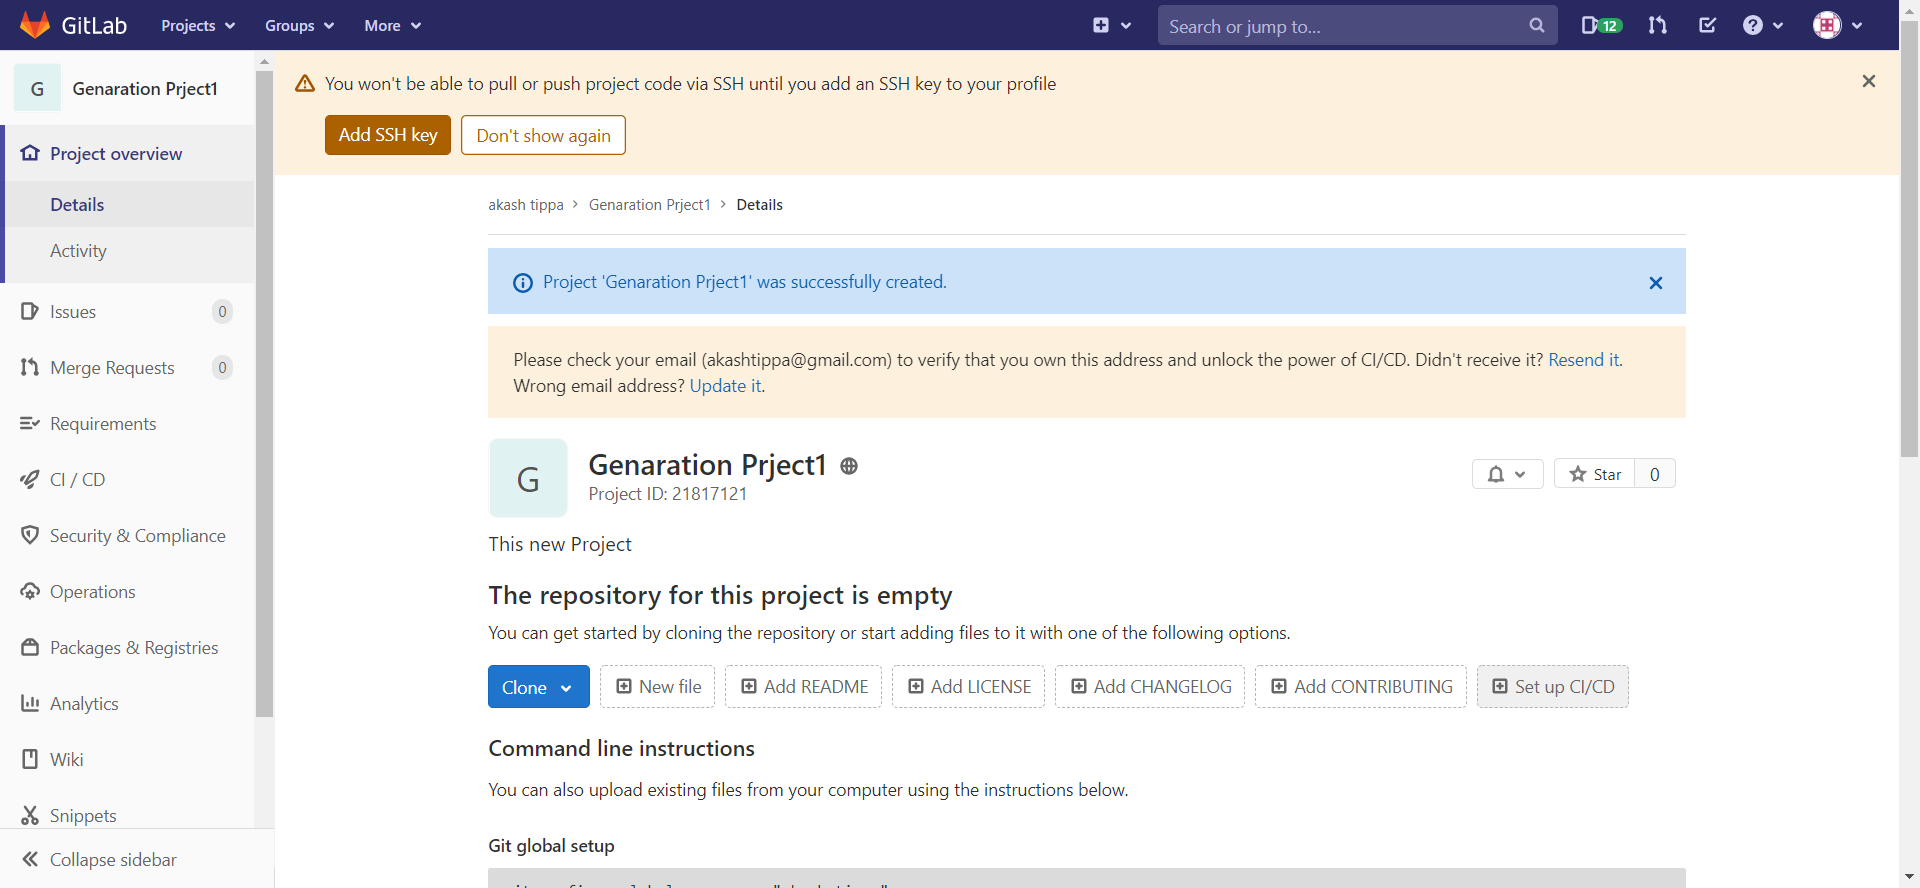 GitLab Projects Groups More Search or jump to... 12
G Genaration Prject1
Project overview
Details
Activity
Issues 0
Merge Requests 0
Requirements
CI / CD
Security & Compliance
Operations
Packages & Registries
Analytics
Wiki
Snippets
Collapse sidebar
You won't be able to pull or push project code via SSH until you add an SSH key to your profile
Add SSH key Don't show again
akash tippa > Genaration Prject1 > Details
Project 'Genaration Prject1' was successfully created.
Please check your email (akashtippa@gmail.com) to verify that you own this address and unlock the power of CI/CD. Didn't receive it? Resend it.
Wrong email address? Update it.
G Genaration Prject1
Project ID: 21817121
Star 0
This new Project
The repository for this project is empty
You can get started by cloning the repository or start adding files to it with one of the following options.
Clone New file Add README Add LICENSE Add CHANGELOG Add CONTRIBUTING Set up CI/CD
Command line instructions
You can also upload existing files from your computer using the instructions below.
Git global setup